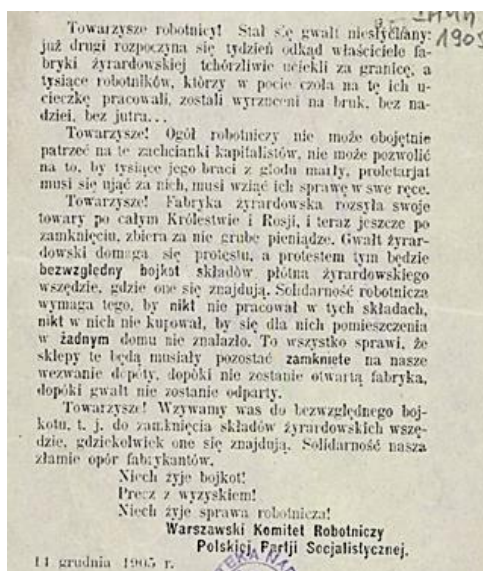 1905
Towarzysze robotnicy! Stał się gwałt niesłychany:
już drugi rozpoczyna się tydzień odkąd właściciele fa-
bryki żyrardowskiej tchórzliwie uciekli za granicę, a
tysiące robotników, którzy w pocie czoła na tę ich u-
cieczkę pracowali, zostali wyrzuceni na bruk, bez na-
dziei, bez jutra...
Towarzysze! Ogół robotniczy nie może obojętnie
patrzeć na te zachcianki kapitalistów, nie może pozwolić
na to, by tysiące jego braci z głodu marły, proletarjat
musi się ująć za nich, musi wziąć ich sprawę w swe ręce.
Towarzysze! Fabryka żyrardowska rozsyła swoje
towary po całym Królestwie i Rosji, i teraz jeszcze po
zamknięciu, zbiera za nie grube pieniądze. Gwałt żyrar-
dowski domaga się protestu, a protestem tym będzie
bezwzględny bojkot składów płótna żyrardowskiego
wszędzie, gdzie one się znajdują. Solidarność robotnicza
wymaga tego, by nikt nie pracował w tych składach,
nikt w nich nie kupował, by się dla nich pomieszczenia
w żadnym domu nie znalazło. To wszystko sprawi, że
sklepy te będą musiały pozostać zamknięte na nasze
wezwanie dopóty, dopóki nie zostanie otwartą fabryka,
dopóki gwałt nie zostanie odparty.
Towarzysze! Wzywamy was do bezwzględnego boj-
kotu, t. j. do zamknięcia składów żyrardowskich wszę-
dzie, gdziekolwiek one się znajdują. Solidarność nasza
złamie opór fabrykantów.
Niech żyje bojkot!
Precz z wyzyskiem!
Niech żyje sprawa robotnicza!
Warszawski Komitet Robotniczy
Polskiej Partji Socjalistycznej.
14 grudnia 1905 r.